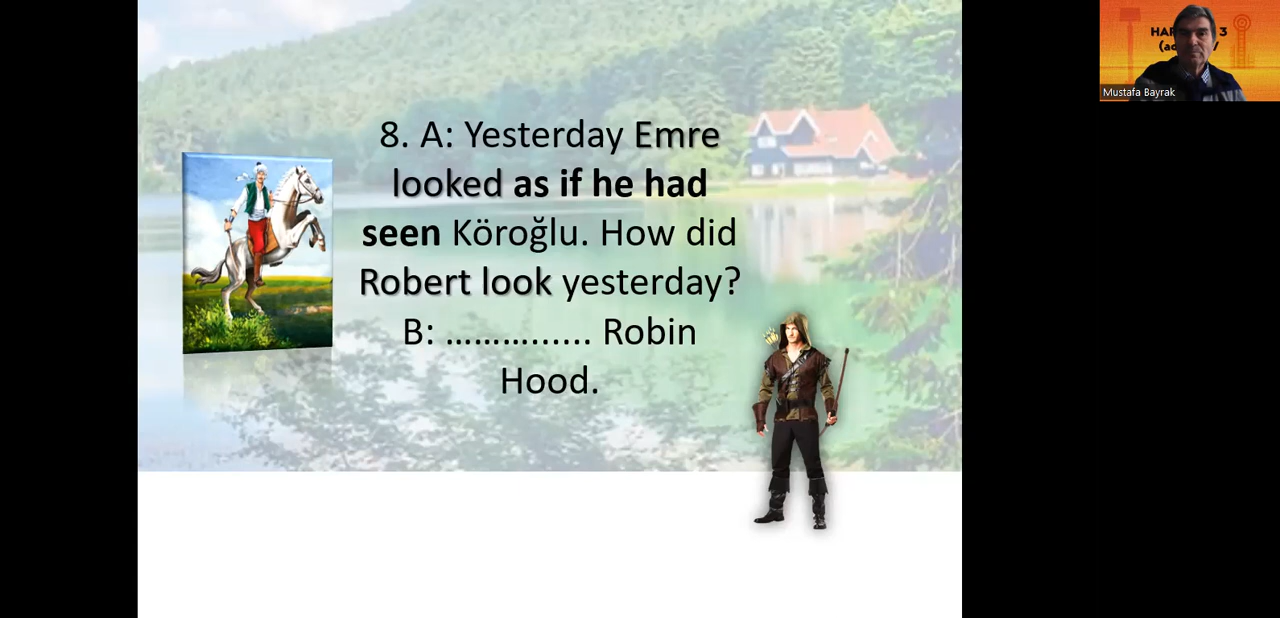 8. A: Yesterday Emre
looked as if he had
seen Köroğlu. How did
Robert look yesterday?
B: ………...... Robin
Hood.
3
Mustafa Bayrak